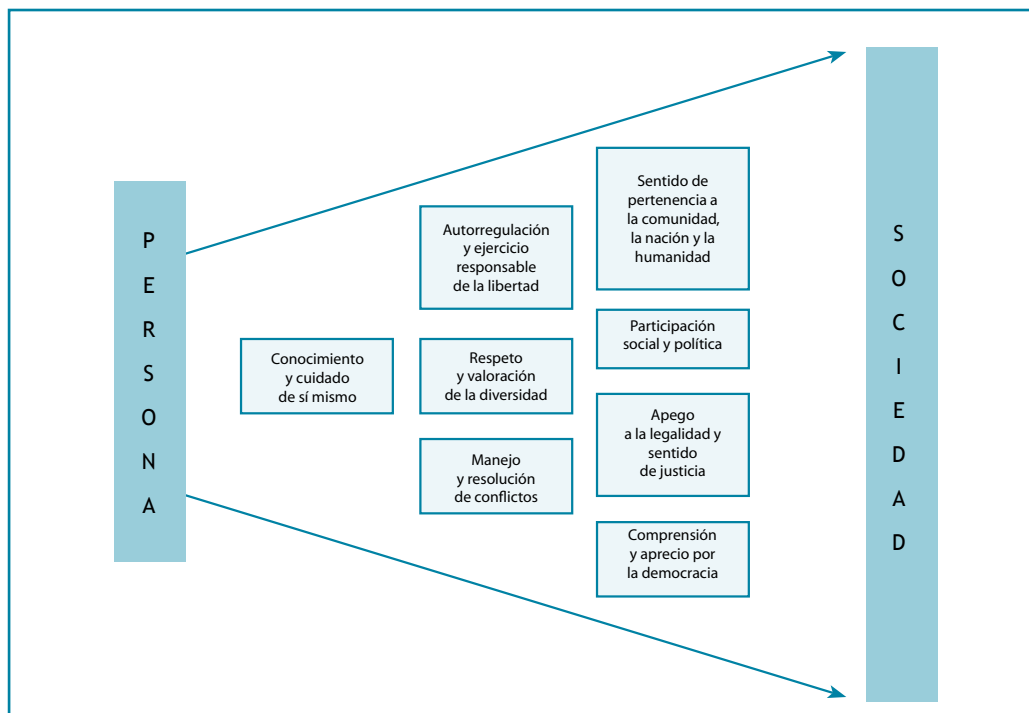 PERSONA
Conocimiento
y cuidado
de sí mismo
Autorregulación
y ejercicio
responsable
de la libertad
Respeto
y valoración
de la diversidad
Manejo
y resolución
de conflictos
Sentido de
pertenencia a
la comunidad,
la nación y la
humanidad
Participación
social y política
Apego
a la legalidad y
sentido
de justicia
Comprensión
y aprecio por
la democracia
SOCIEDAD